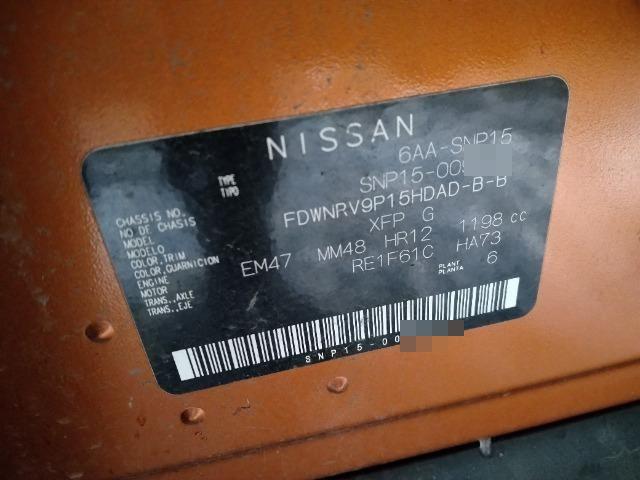 NISSAN
TYPE 6AA-SNP15
TIPO
CHASSIS NO. SNP15-00
NO. DE CHASIS
MODEL FDWNRV9P15HDAD-B-B
MODELO
COLOR,TRIM XFP G
COLOR,GUARNICION
ENGINE EM47 MM48 HR12 1198 cc
MOTOR
TRANS.,AXLE RE1F61C HA73
TRANS.,EJE
PLANT 6
PLANTA
SNP15-00